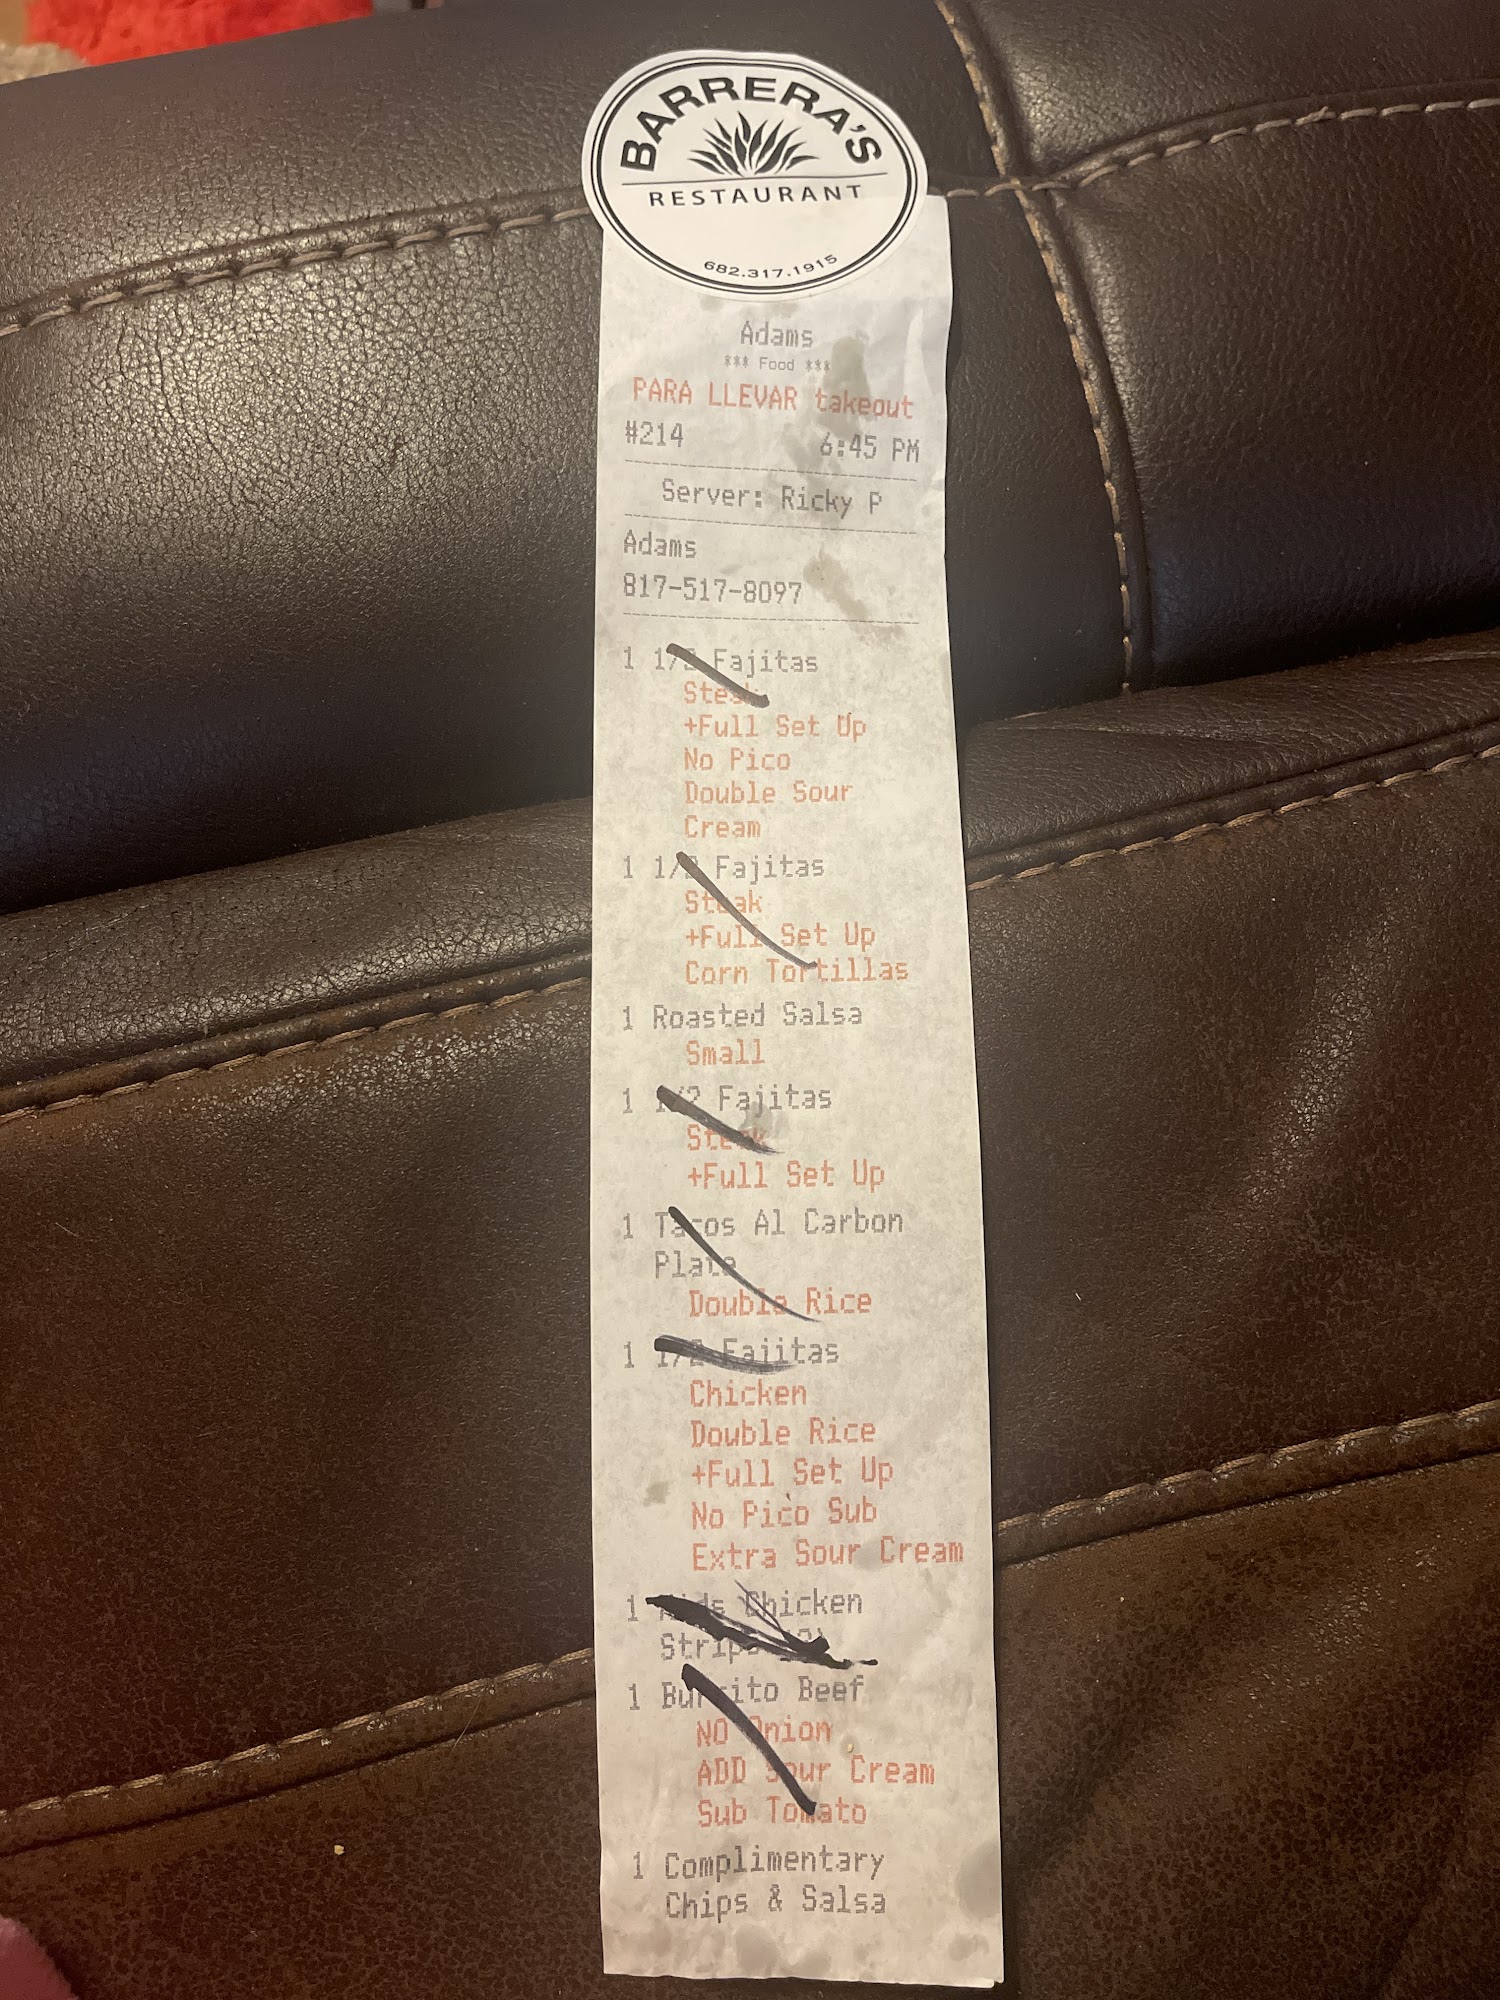 BARRERA'S
RESTAURANT
682.317.1915
Adams
*** Food ***
PARA LLEVAR takeout
#214 6:45 PM
Server: Ricky P
Adams
817-517-8097
1 1/2 Fajitas
Steak
+Full Set Up
No Pico
Double Sour
Cream
1 1/2 Fajitas
Steak
+Full Set Up
Corn Tortillas
1 Roasted Salsa
Small
1 1/2 Fajitas
Steak
+Full Set Up
1 Tacos Al Carbon
Plate
Double Rice
1 1/2 Fajitas
Chicken
Double Rice
+Full Set Up
No Pico Sub
Extra Sour Cream
1 Kids Chicken
Strips (2)
1 Burrito Beef
NO Onion
ADD Sour Cream
Sub Tomato
1 Complimentary
Chips & Salsa